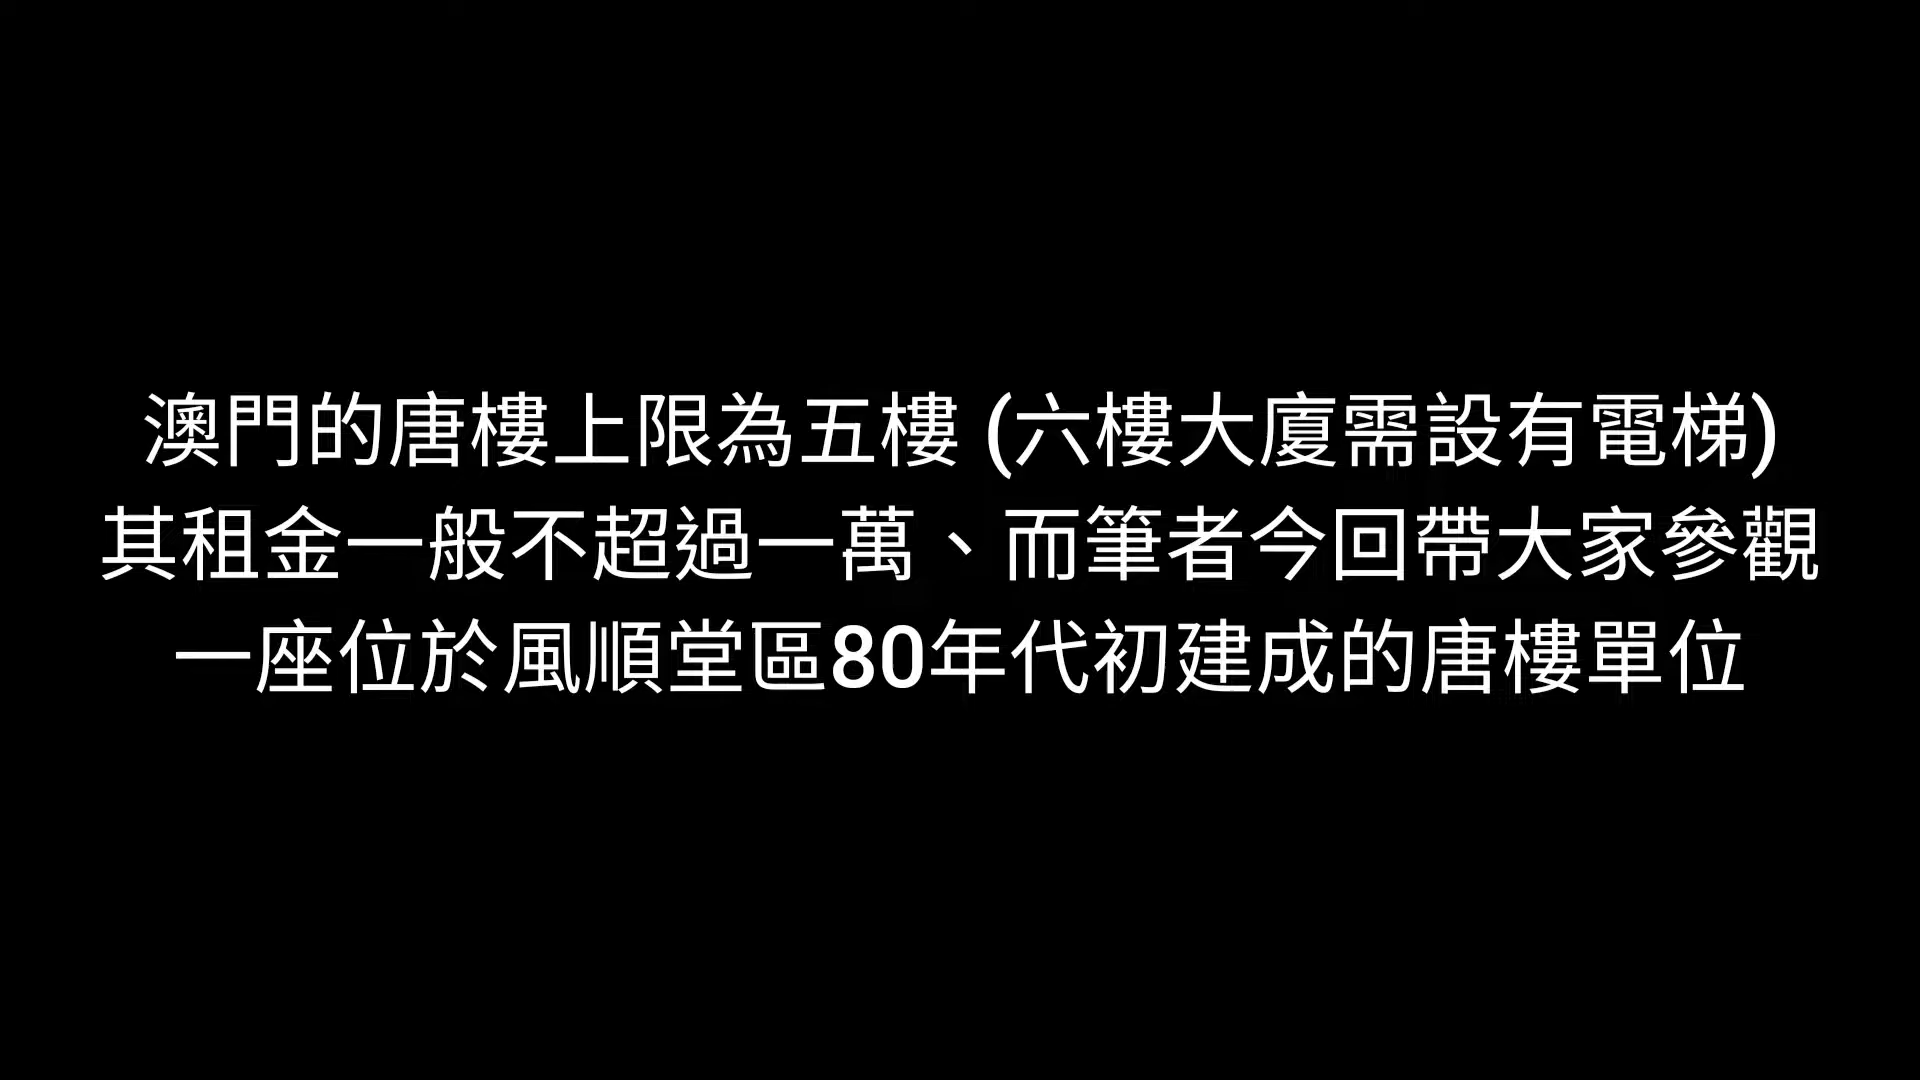 澳門的唐樓上限為五樓 (六樓大廈需設有電梯)
其租金一般不超過一萬、而筆者今回帶大家參觀
一座位於風順堂區80年代初建成的唐樓單位